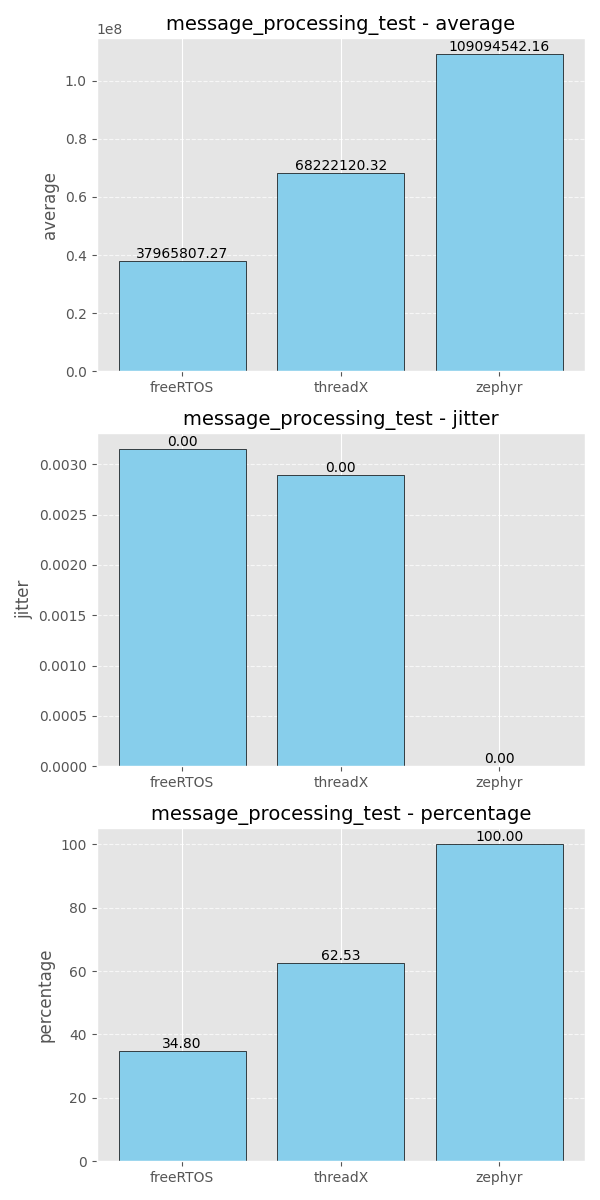 message_processing_test - average
1e8
109094542.16
1.0
0.8
68222120.32
0.6
average
0.4
37965807.27
0.2
0.0
freeRTOS threadX zephyr
message_processing_test - jitter
0.00
0.0030
0.00
0.0025
0.0020
0.0015
jitter
0.0010
0.0005
0.00
0.0000
freeRTOS threadX zephyr
message_processing_test - percentage
100.00
100
80
62.53
60
percentage
40
34.80
20
0
freeRTOS threadX zephyr